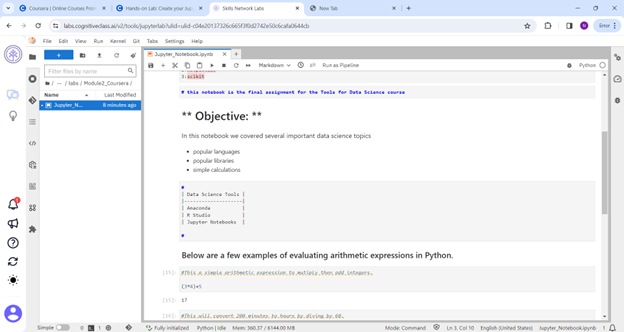 Coursera | Online Courses From
Hands-on Lab: Create your Jup
Skills Network Labs
New Tab
labs.cognitiveclass.ai/v2/tools/jupyterlab?ulid=ulid-c04a20137326c665f3f0d2742e50c6cafa0644cb
Error
File Edit View Run Kernel Git Tabs Settings Help
Filter files by name
/ ··· / labs / Module2_Coursera /
Name Last Modified
Jupyter_N... 8 minutes ago
Jupyter_Notebook.ipynb
Markdown Run as Pipeline Python
3.scikit
# this notebook is the final assignment for the Tools for Data Science course
** Objective: **
In this notebook we covered several important data science topics
• popular languages
• popular libraries
• simple calculations
#
| Data Science Tools |
|--------------------|
| Anaconda |
| R Studio |
| Jupyter Notebooks |
#
Below are a few examples of evaluating arithmetic expressions in Python.
[15]: #This a simple arithmetic expression to mutiply then add integers.
(3*4)+5
[15]: 17
#This will convert 200 minutes to hours by diving by 60.
Simple 0 1 Fully initialized Python | Idle Mem: 360.37 / 6144.00 MB Mode: Command Ln 3, Col 10 English (United States) Jupyter_Notebook.ipynb 1